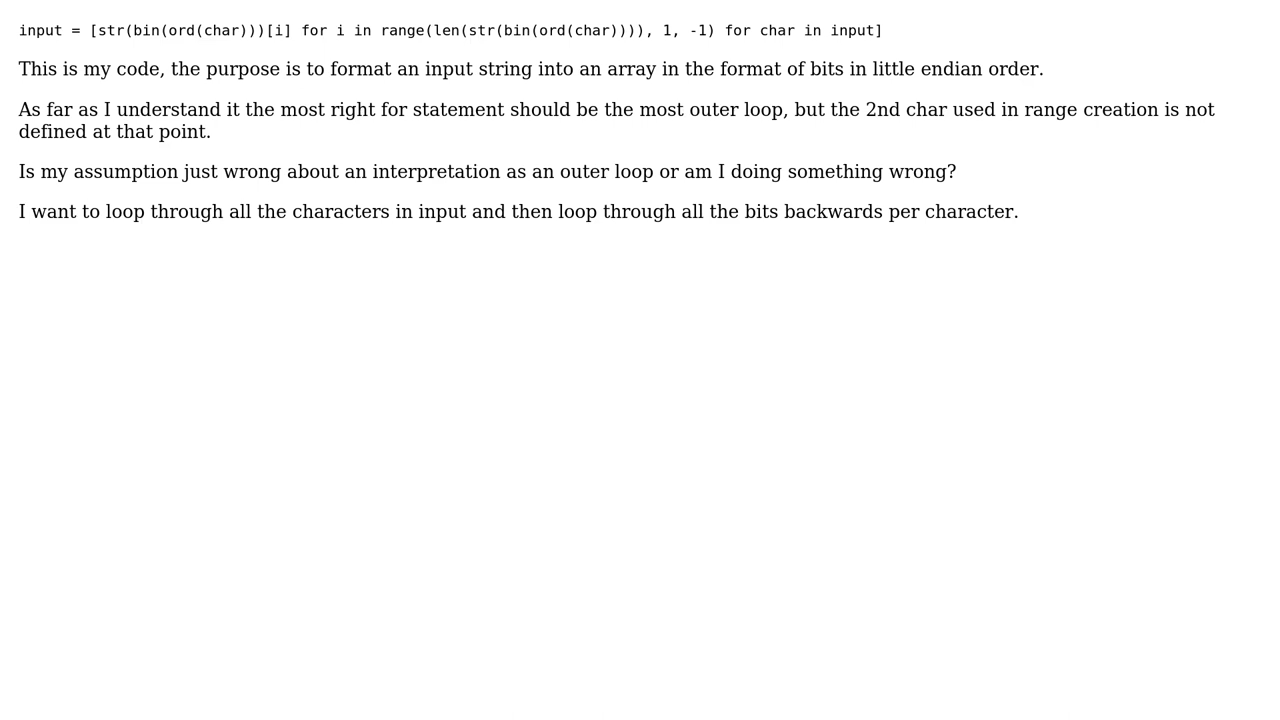 input = [str(bin(ord(char)))[i] for i in range(len(str(bin(ord(char)))), 1, -1) for char in input]
This is my code, the purpose is to format an input string into an array in the format of bits in little endian order.
As far as I understand it the most right for statement should be the most outer loop, but the 2nd char used in range creation is not
defined at that point.
Is my assumption just wrong about an interpretation as an outer loop or am I doing something wrong?
I want to loop through all the characters in input and then loop through all the bits backwards per character.